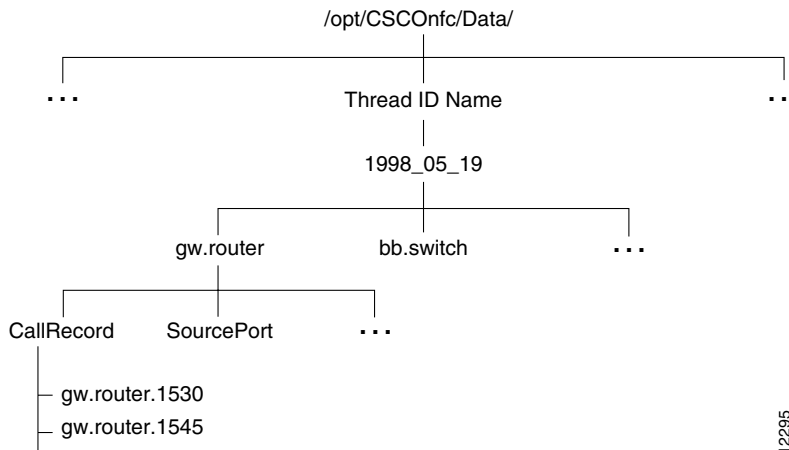 /opt/CSCOnfc/Data/
... Thread ID Name ..
1998_05_19
gw.router bb.switch ...
CallRecord SourcePort ...
gw.router.1530
gw.router.1545
12295